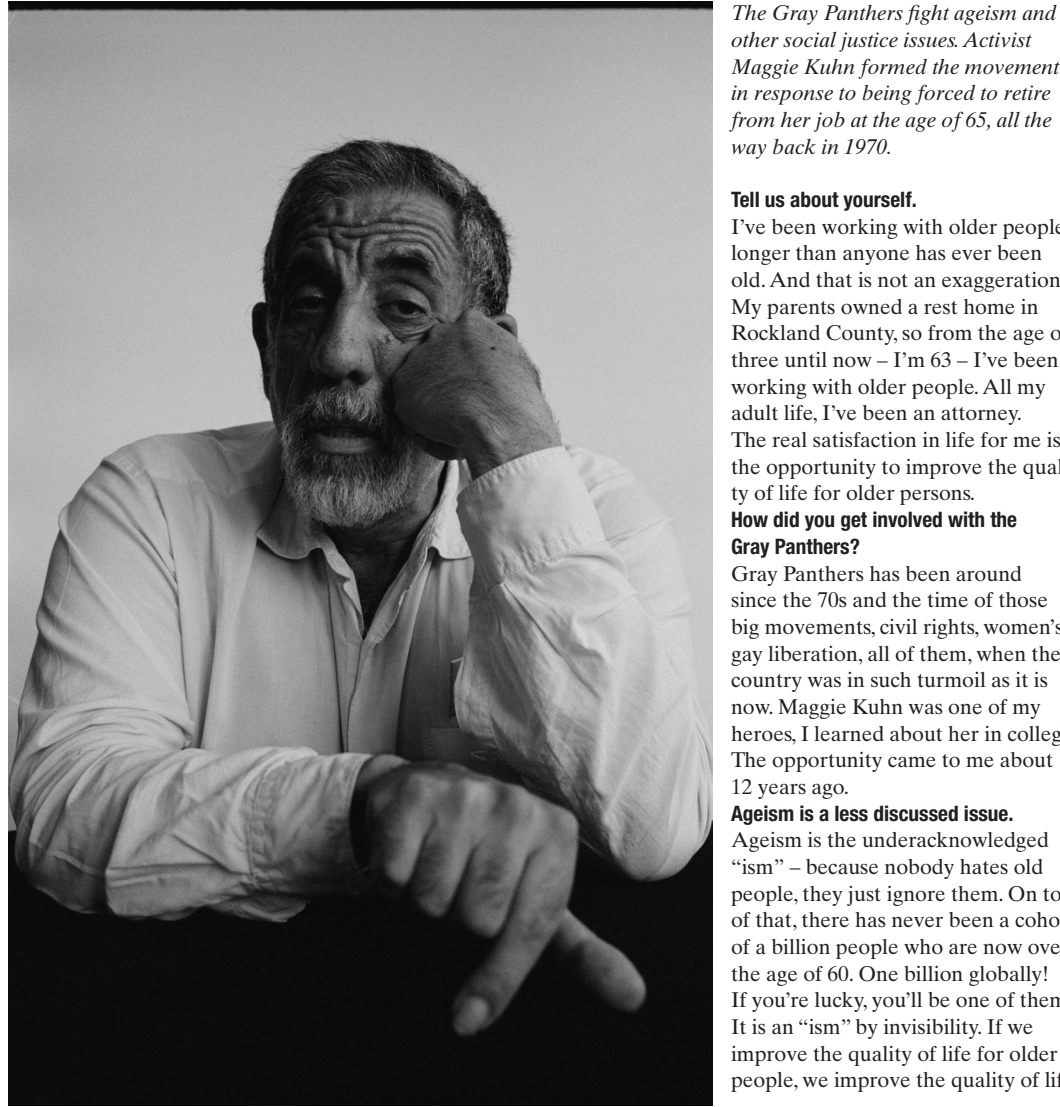 The Gray Panthers fight ageism and
other social justice issues. Activist
Maggie Kuhn formed the movement
in response to being forced to retire
from her job at the age of 65, all the
way back in 1970.
Tell us about yourself.
I’ve been working with older people
longer than anyone has ever been
old. And that is not an exaggeration
My parents owned a rest home in
Rockland County, so from the age o
three until now – I’m 63 – I’ve been
working with older people. All my
adult life, I’ve been an attorney.
The real satisfaction in life for me is
the opportunity to improve the qual
ty of life for older persons.
How did you get involved with the
Gray Panthers?
Gray Panthers has been around
since the 70s and the time of those
big movements, civil rights, women’s
gay liberation, all of them, when the
country was in such turmoil as it is
now. Maggie Kuhn was one of my
heroes, I learned about her in colleg
The opportunity came to me about
12 years ago.
Ageism is a less discussed issue.
Ageism is the underacknowledged
“ism” – because nobody hates old
people, they just ignore them. On to
of that, there has never been a coho
of a billion people who are now ove
the age of 60. One billion globally!
If you’re lucky, you’ll be one of them
It is an “ism” by invisibility. If we
improve the quality of life for older
people, we improve the quality of lif